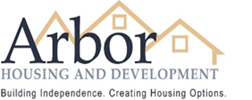 Arbor
HOUSING AND DEVELOPMENT
Building Independence. Creating Housing Options.